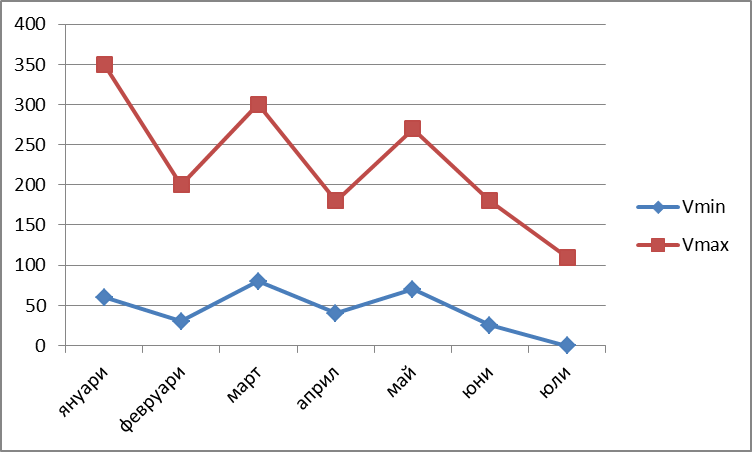 400
350
300
250
200
150
100
50
0
януари
февруари
март
април
май
юни
юли
Vmin
Vmax